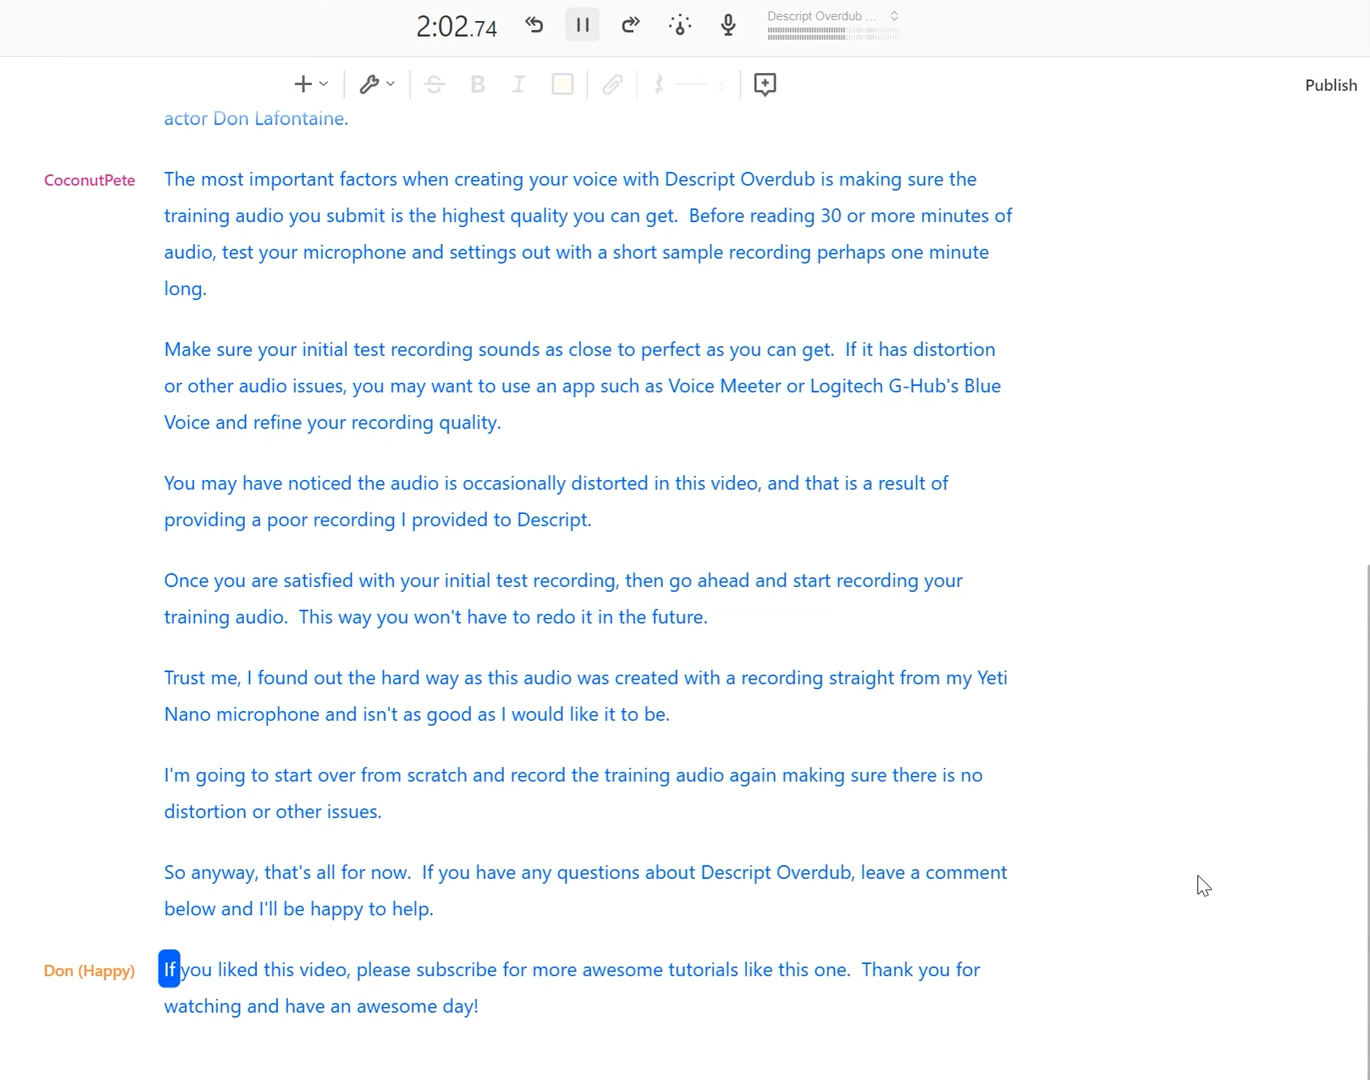 2:02.74
Descript Overdub ...
s
Publish
actor Don Lafontaine.
CoconutPete The most important factors when creating your voice with Descript Overdub is making sure the
training audio you submit is the highest quality you can get.  Before reading 30 or more minutes of
audio, test your microphone and settings out with a short sample recording perhaps one minute
long.
Make sure your initial test recording sounds as close to perfect as you can get.  If it has distortion
or other audio issues, you may want to use an app such as Voice Meeter or Logitech G-Hub's Blue
Voice and refine your recording quality.
You may have noticed the audio is occasionally distorted in this video, and that is a result of
providing a poor recording I provided to Descript.
Once you are satisfied with your initial test recording, then go ahead and start recording your
training audio.  This way you won't have to redo it in the future.
Trust me, I found out the hard way as this audio was created with a recording straight from my Yeti
Nano microphone and isn't as good as I would like it to be.
I'm going to start over from scratch and record the training audio again making sure there is no
distortion or other issues.
So anyway, that's all for now.  If you have any questions about Descript Overdub, leave a comment
below and I'll be happy to help.
Don (Happy) If you liked this video, please subscribe for more awesome tutorials like this one.  Thank you for
watching and have an awesome day!